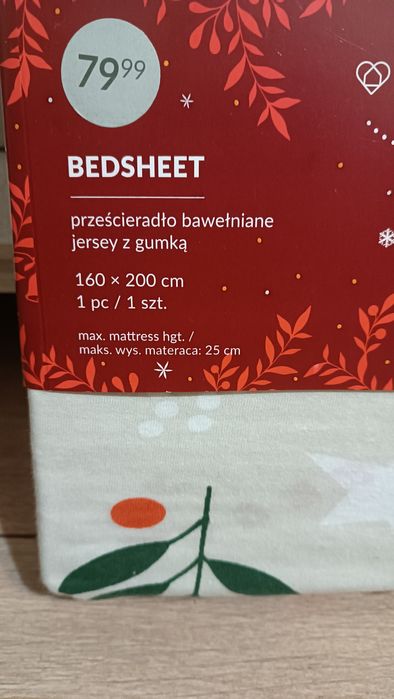 79 99
BEDSHEET
prześcieradło bawełniane
jersey z gumką
160 × 200 cm
1 pc / 1 szt.
max. mattress hgt. /
maks. wys. materaca: 25 cm